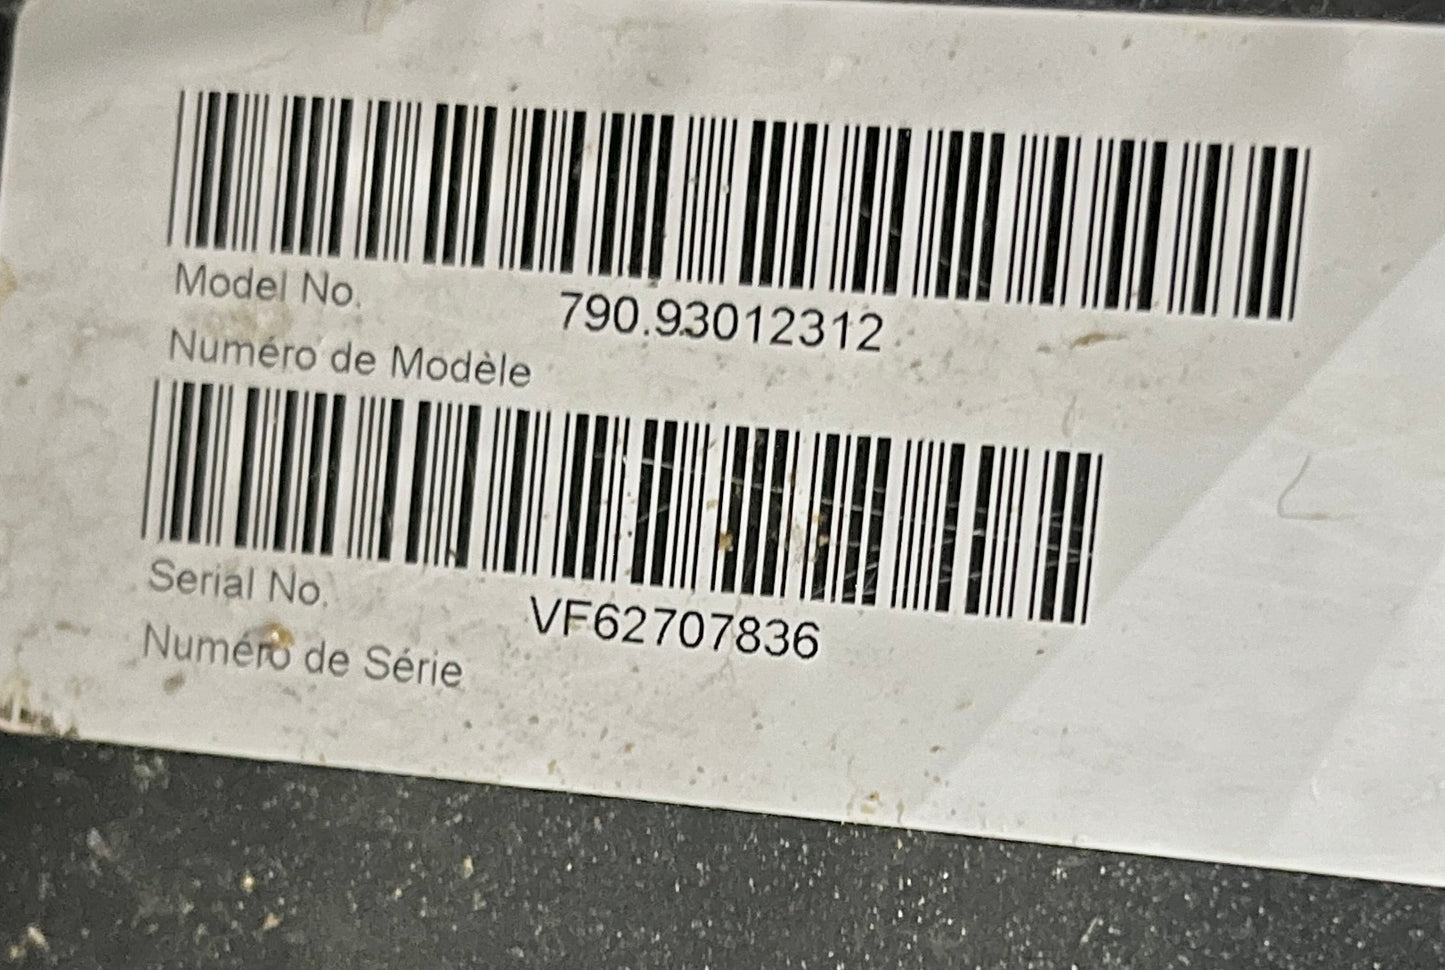 Model No. 790.93012312
Numéro de Modèle
Serial No. VF62707836
Numéro de Série